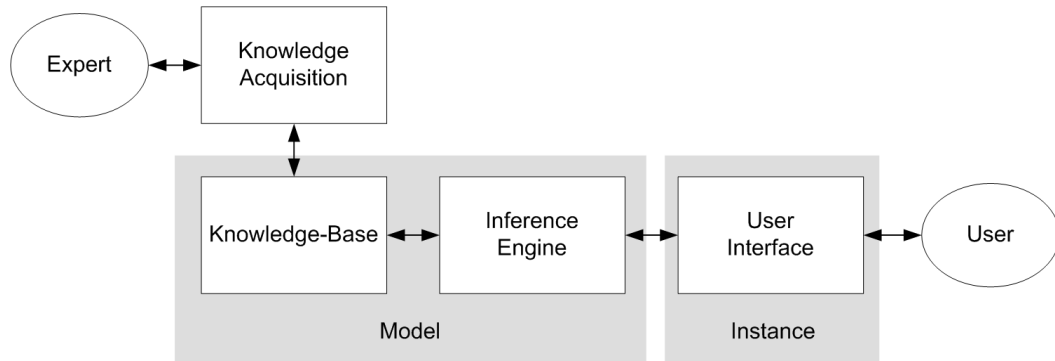 Expert
Knowledge
Acquisition
Knowledge-Base
Inference
Engine
User
Interface
User
Model
Instance